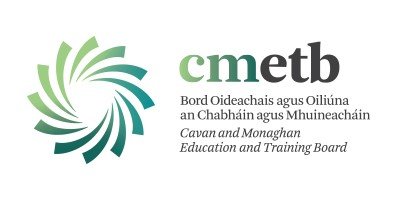 cmetb
Bord Oideachais agus Oiliúna
an Chabháin agus Mhuineacháin
Cavan and Monaghan
Education and Training Board